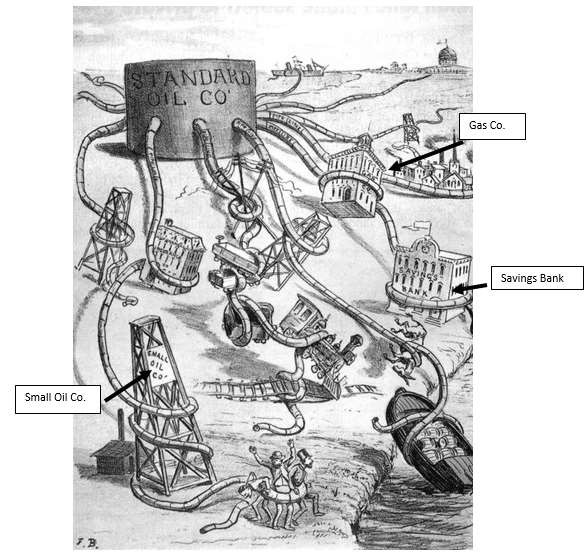 STANDARD
OIL CO
Gas Co.
SAVINGS
BANK
Savings Bank
SMALL
OIL
CO
Small Oil Co.
F.B.